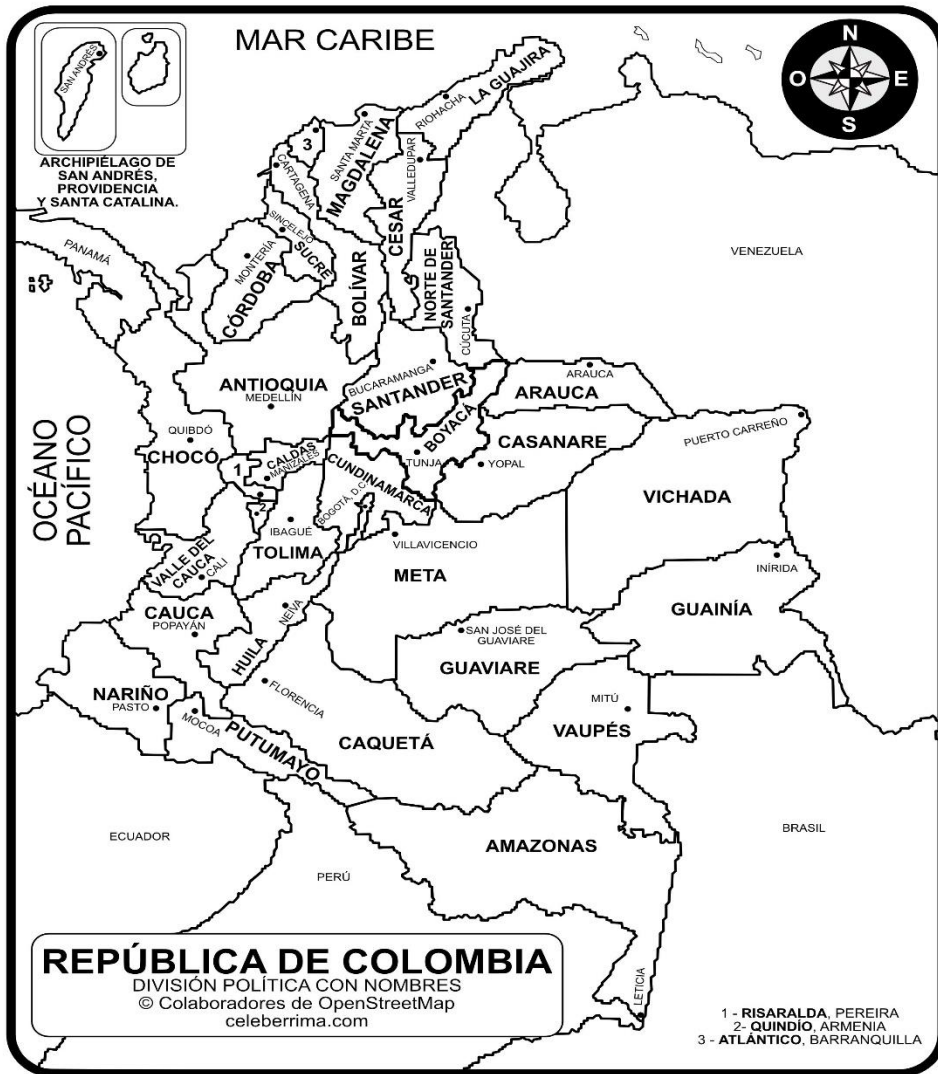 MAR CARIBE
N
O
E
S
SAN ANDRÉS
ARCHIPIÉLAGO DE
SAN ANDRÉS,
PROVIDENCIA
Y SANTA CATALINA.
RIOHACHA
LA GUAJIRA
3
SANTA MARTA
MAGDALENA
CARTAGENA
VALLEDUPAR
CESAR
SINCELEJO
SUCRE
PANAMÁ
MONTERÍA
CÓRDOBA
BOLÍVAR
NORTE DE
SANTANDER
CÚCUTA
VENEZUELA
ANTIOQUIA
MEDELLÍN
BUCARAMANGA
SANTANDER
ARAUCA
ARAUCA
OCÉANO
PACÍFICO
QUIBDÓ
CHOCÓ
1
CALDAS
MANIZALES
BOYACÁ
TUNJA
CASANARE
YOPAL
PUERTO CARREÑO
VICHADA
CUNDINAMARCA
BOGOTÁ, D.C.
2
IBAGUÉ
TOLIMA
VILLAVICENCIO
META
VALLE DEL
CAUCA
CALI
INÍRIDA
GUAINÍA
CAUCA
POPAYÁN
NEIVA
HUILA
SAN JOSÉ DEL
GUAVIARE
GUAVIARE
NARIÑO
PASTO
FLORENCIA
MITÚ
VAUPÉS
MOCOA
PUTUMAYO
CAQUETÁ
ECUADOR
PERÚ
AMAZONAS
BRASIL
LETICIA
REPÚBLICA DE COLOMBIA
DIVISIÓN POLÍTICA CON NOMBRES
© Colaboradores de OpenStreetMap
celeberrima.com
1 - RISARALDA, PEREIRA
2- QUINDÍO, ARMENIA
3 - ATLÁNTICO, BARRANQUILLA